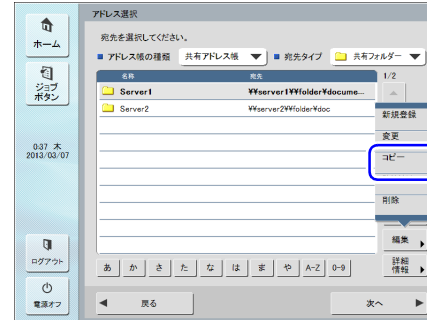 アドレス選択
ホーム
宛先を選択してください。
アドレス帳の種類 共有アドレス帳 宛先タイプ 共有フォルダー
名称 宛先 1/2
Server1 ¥¥server1¥¥folder¥docume...
Server2 ¥¥server2¥¥folder¥doc
ジョブ
ボタン
新規登録
変更
コピー
削除
0:37 木
2013/03/07
編集
ログアウト
あ か さ た な は ま や A-Z 0-9
詳細
情報
電源オフ
戻る 次へ